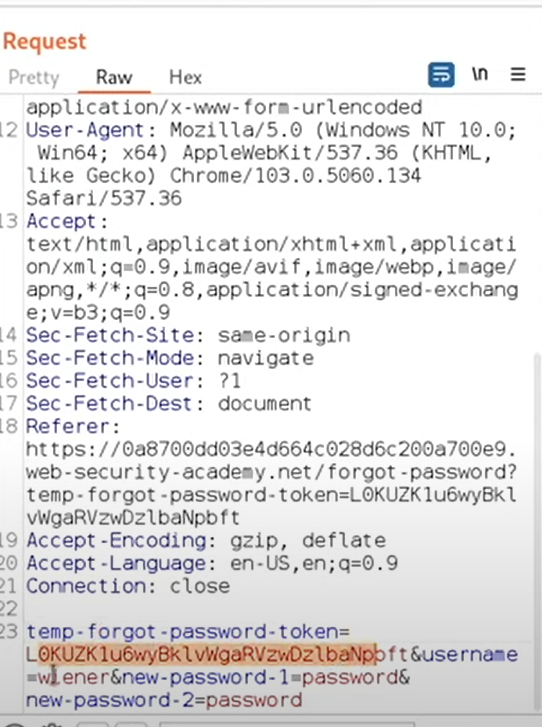 Request
Pretty Raw Hex \n
application/x-www-form-urlencoded
12 User-Agent: Mozilla/5.0 (Windows NT 10.0;
Win64; x64) AppleWebKit/537.36 (KHTML,
like Gecko) Chrome/103.0.5060.134
Safari/537.36
13 Accept:
text/html,application/xhtml+xml,applicati
on/xml;q=0.9,image/avif,image/webp,image/
apng,*/*;q=0.8,application/signed-exchang
e;v=b3;q=0.9
14 Sec-Fetch-Site: same-origin
15 Sec-Fetch-Mode: navigate
16 Sec-Fetch-User: ?1
17 Sec-Fetch-Dest: document
18 Referer:
https://0a8700dd03e4d664c028d6c200a700e9.
web-security-academy.net/forgot-password?
temp-forgot-password-token=L0KUZK1u6wyBkl
vWgaRVzwDzlbaNpbft
19 Accept-Encoding: gzip, deflate
20 Accept-Language: en-US,en;q=0.9
21 Connection: close
22
23 temp-forgot-password-token=
L0KUZK1u6wyBklvWgaRVzwDzlbaNpbft&username
=wiener&new-password-1=password&
new-password-2=password